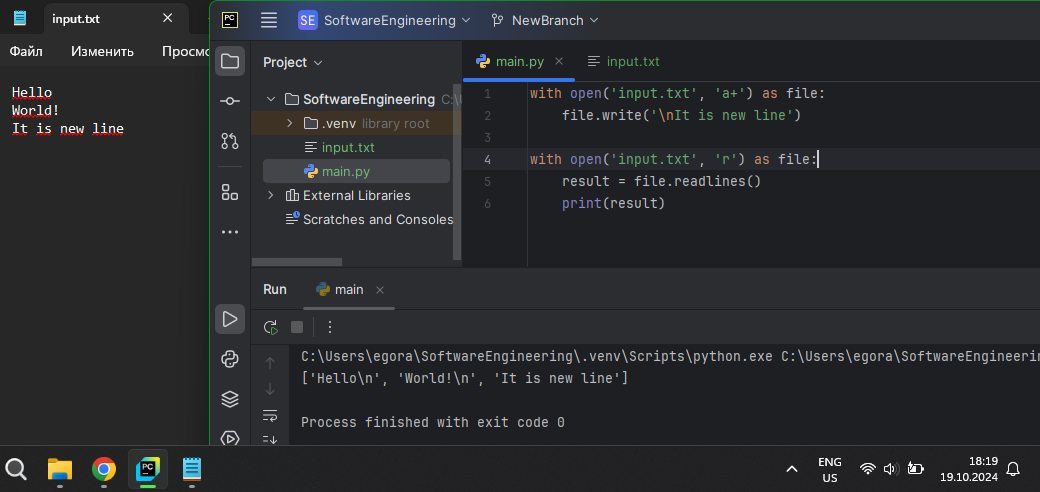 input.txt
Файл Изменить Просмо
Hello
World!
It is new line
PC
SE SoftwareEngineering NewBranch
Project
SoftwareEngineering
.venv library root
input.txt
main.py
External Libraries
Scratches and Consoles
main.py input.txt
1 with open('input.txt', 'a+') as file:
2 file.write('\nIt is new line')
3
4 with open('input.txt', 'r') as file:
5 result = file.readlines()
6 print(result)
Run main
C:\Users\egora\SoftwareEngineering\.venv\Scripts\python.exe C:\Users\egora\SoftwareEngineerin
['Hello\n', 'World!\n', 'It is new line']
Process finished with exit code 0
PC
ENG
US
18:19
19.10.2024